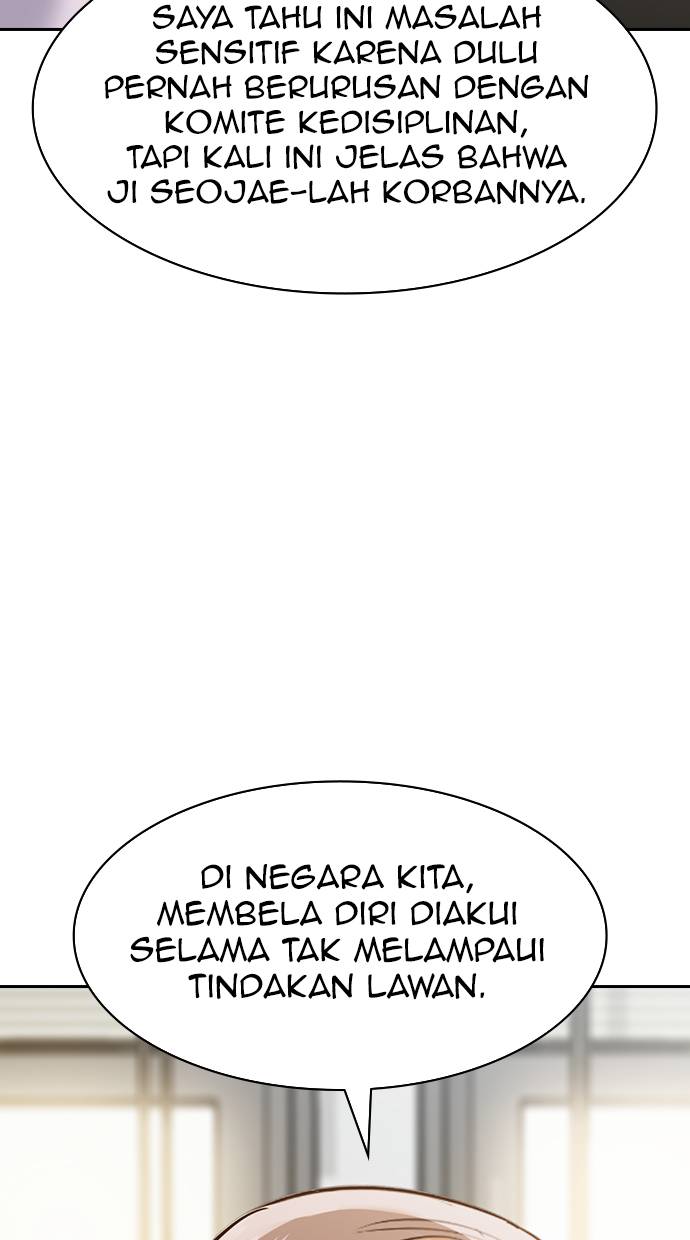 SAYA TAHU INI MASALAH
SENSITIF KARENA DULU
PERNAH BERURUSAN DENGAN
KOMITE KEDISIPLINAN,
TAPI KALI INI JELAS BAHWA
JI SEOJAE-LAH KORBANNYA.
DI NEGARA KITA,
MEMBELA DIRI DIAKUI
SELAMA TAK MELAMPAUI
TINDAKAN LAWAN.